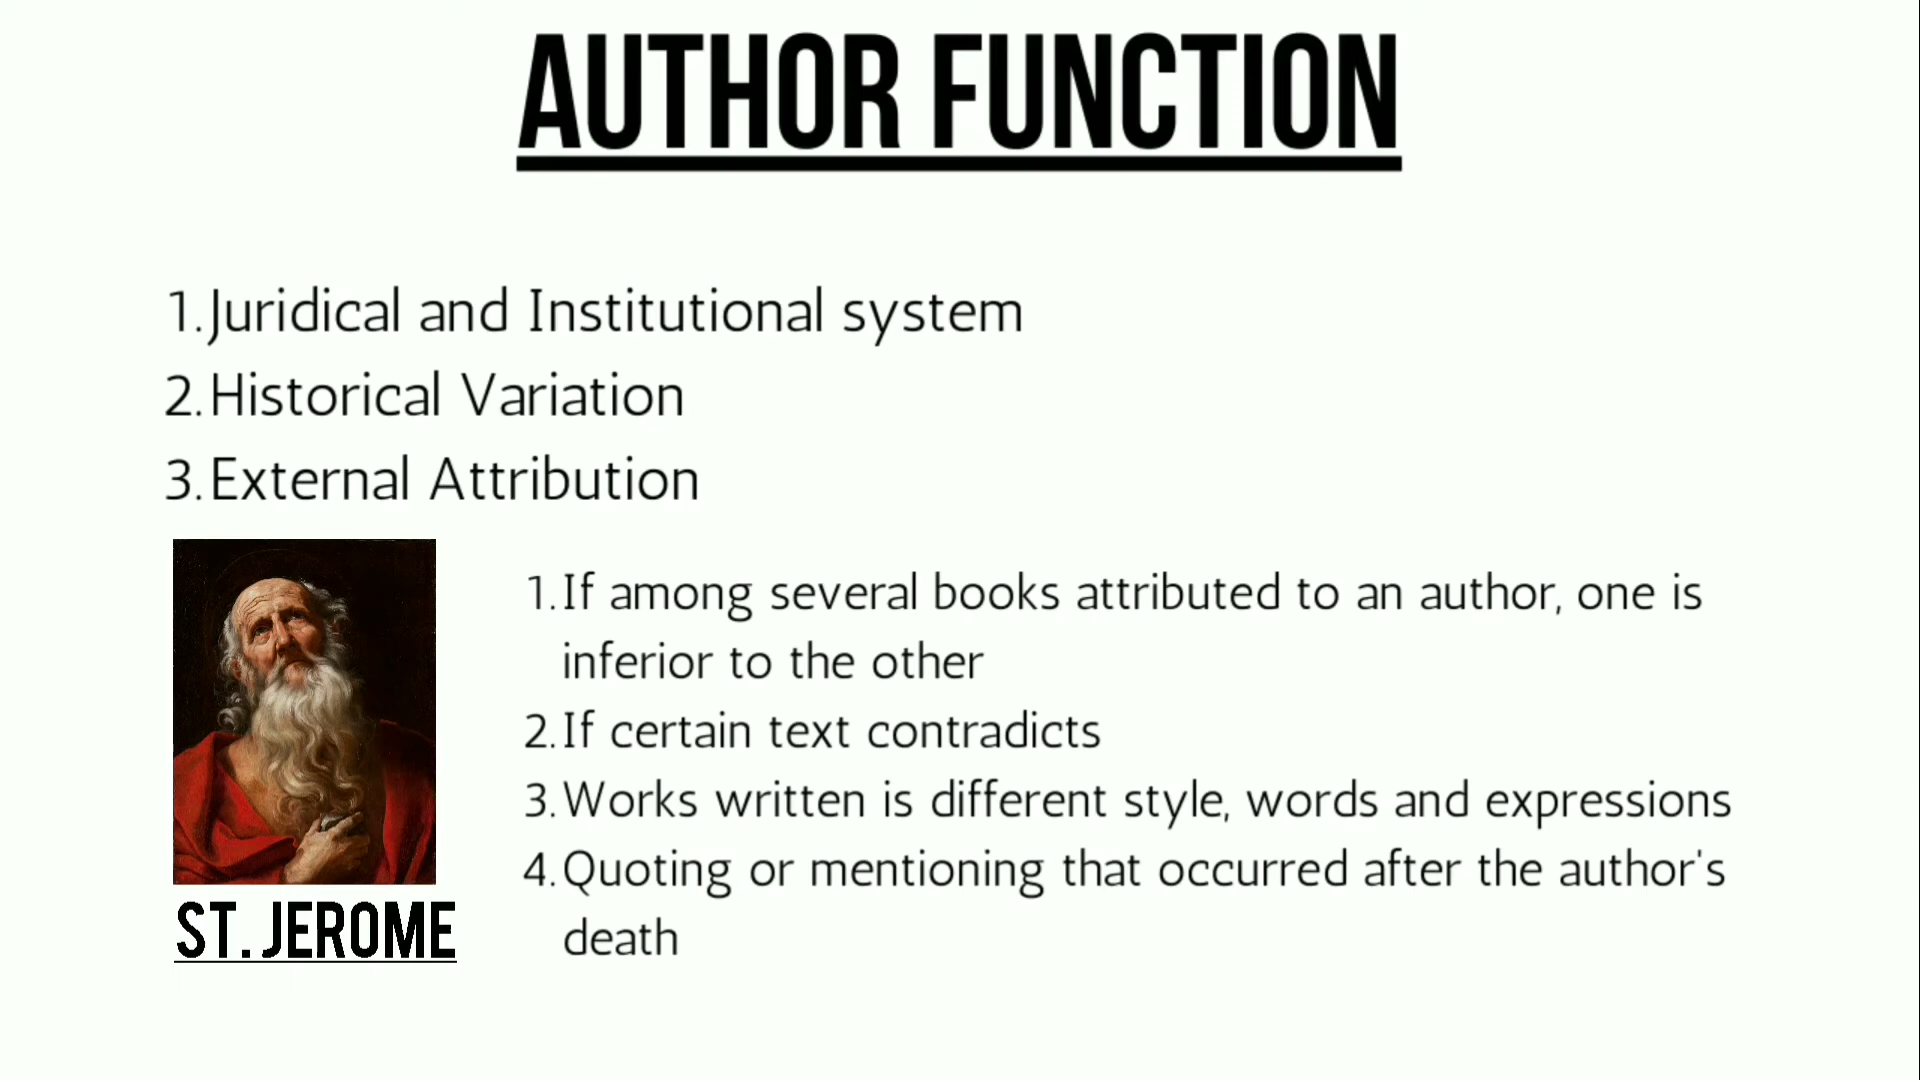 AUTHOR FUNCTION
1.Juridical and Institutional system
2.Historical Variation
3.External Attribution
1.If among several books attributed to an author, one is
inferior to the other
2.If certain text contradicts
3.Works written is different style, words and expressions
4.Quoting or mentioning that occurred after the author's
death
ST. JEROME